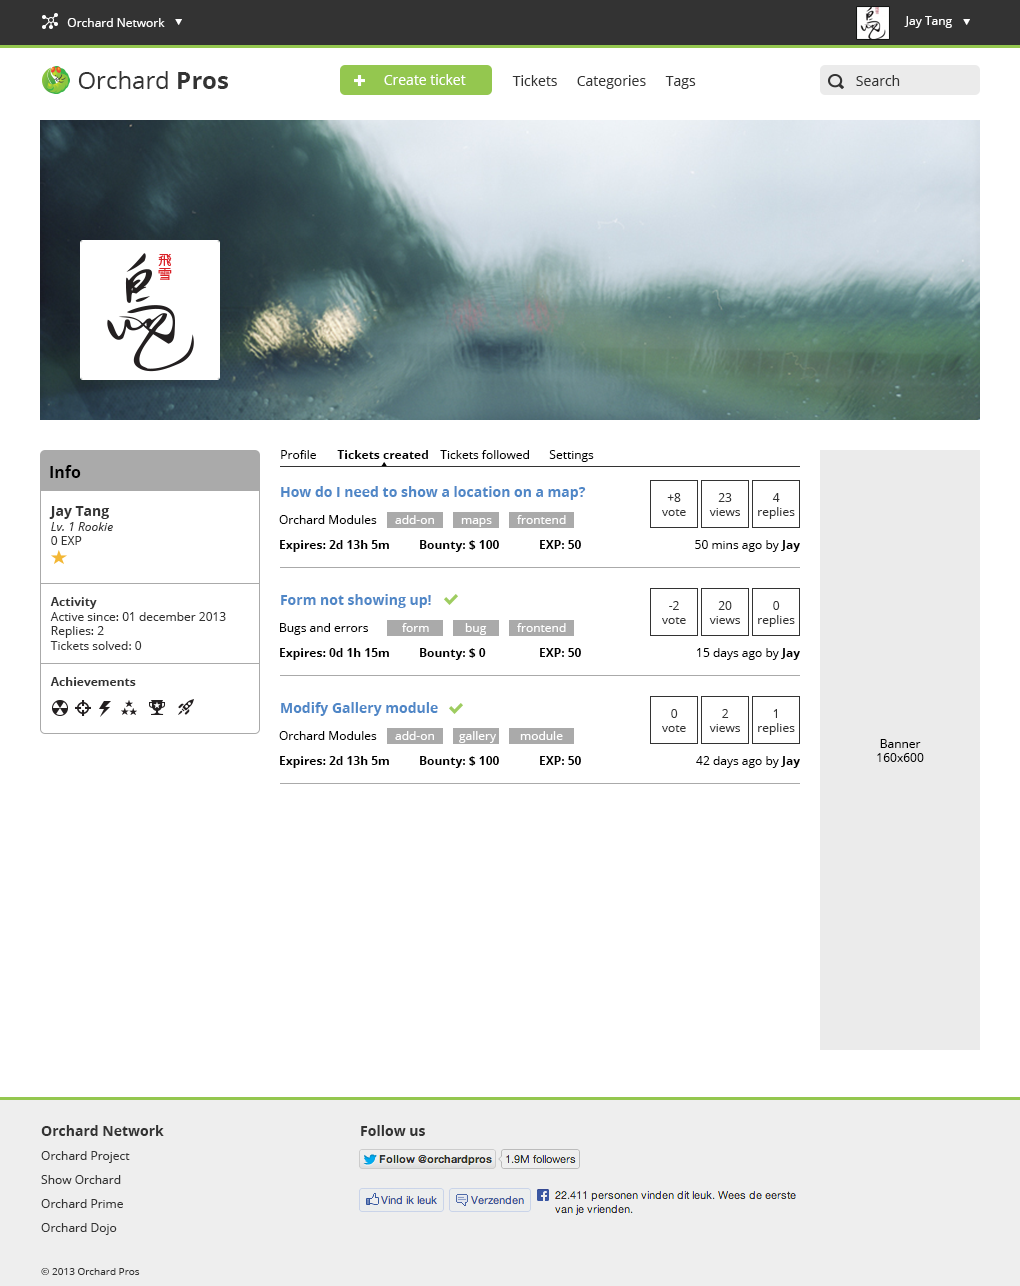 Orchard Network
Jay Tang
Orchard Pros
Create ticket
Tickets
Categories
Tags
Search
飛雪
Info
Jay Tang
Lv. 1 Rookie
0 EXP
Activity
Active since: 01 december 2013
Replies: 2
Tickets solved: 0
Achievements
Profile
Tickets created
Tickets followed
Settings
How do I need to show a location on a map?
Orchard Modules add-on maps frontend
Expires: 2d 13h 5m Bounty: $ 100 EXP: 50
+8 vote
23 views
4 replies
50 mins ago by Jay
Form not showing up!
Bugs and errors form bug frontend
Expires: 0d 1h 15m Bounty: $ 0 EXP: 50
-2 vote
20 views
0 replies
15 days ago by Jay
Modify Gallery module
Orchard Modules add-on gallery module
Expires: 2d 13h 5m Bounty: $ 100 EXP: 50
0 vote
2 views
1 replies
42 days ago by Jay
Banner
160x600
Orchard Network
Orchard Project
Show Orchard
Orchard Prime
Orchard Dojo
© 2013 Orchard Pros
Follow us
Follow @orchardpros
1.9M followers
Vind ik leuk
Verzenden
22.411 personen vinden dit leuk. Wees de eerste
van je vrienden.